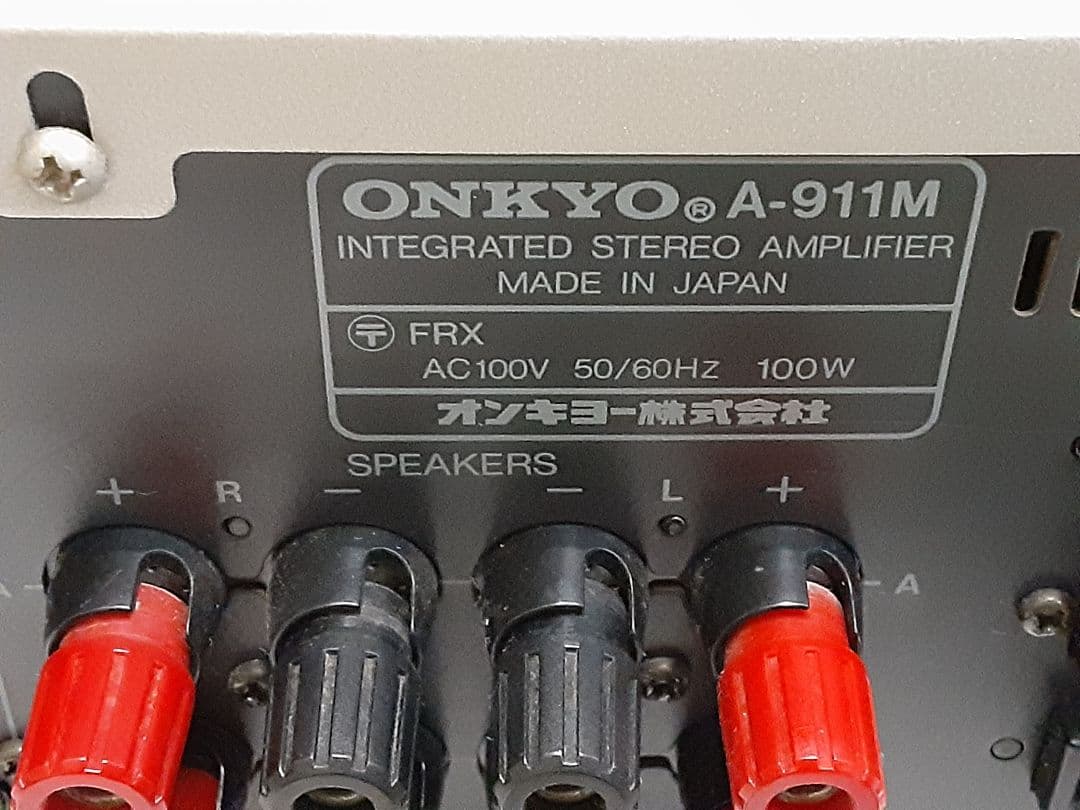 ONKYO® A-911M
INTEGRATED STEREO AMPLIFIER
MADE IN JAPAN
〒 FRX
AC100V 50/60Hz 100W
オンキヨー株式会社
SPEAKERS
+ R − − L +
A A